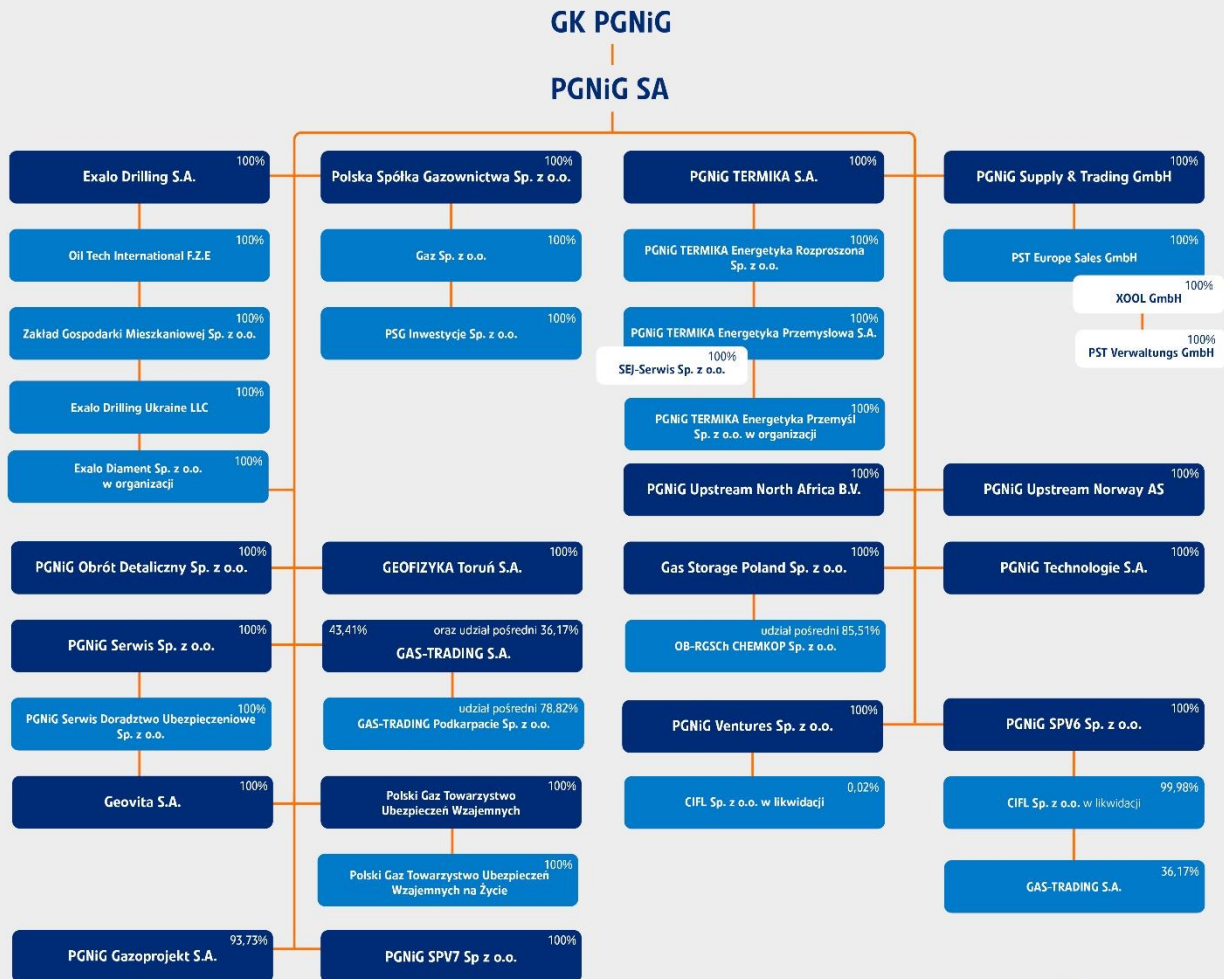 GK PGNiG
PGNiG SA
100%
Exalo Drilling S.A.
100%
Oil Tech International F.Z.E
100%
Zakład Gospodarki Mieszkaniowej Sp. z o.o.
100%
Exalo Drilling Ukraine LLC
100%
Exalo Diament Sp. z o.o.
w organizacji
100%
Polska Spółka Gazownictwa Sp. z o.o.
100%
Gaz Sp. z o.o.
100%
PSG Inwestycje Sp. z o.o.
100%
PGNiG TERMIKA S.A.
100%
PGNiG TERMIKA Energetyka Rozproszona
Sp. z o.o.
100%
PGNiG TERMIKA Energetyka Przemysłowa S.A.
100%
SEJ-Serwis Sp. z o.o.
100%
PGNiG TERMIKA Energetyka Przemyśl
Sp. z o.o. w organizacji
100%
PGNiG Supply & Trading GmbH
100%
PST Europe Sales GmbH
100%
XOOL GmbH
100%
PST Verwaltungs GmbH
100%
PGNiG Upstream North Africa B.V.
100%
PGNiG Upstream Norway AS
100%
PGNiG Obrót Detaliczny Sp. z o.o.
100%
GEOFIZYKA Toruń S.A.
100%
Gas Storage Poland Sp. z o.o.
100%
PGNiG Technologie S.A.
100%
PGNiG Serwis Sp. z o.o.
43,41% oraz udział pośredni 36,17%
GAS-TRADING S.A.
udział pośredni 85,51%
OB-RGSCh CHEMKOP Sp. z o.o.
100%
PGNiG Serwis Doradztwo Ubezpieczeniowe
Sp. z o.o.
udział pośredni 78,82%
GAS-TRADING Podkarpacie Sp. z o.o.
100%
PGNiG Ventures Sp. z o.o.
100%
PGNiG SPV6 Sp. z o.o.
100%
Geovita S.A.
100%
Polski Gaz Towarzystwo
Ubezpieczeń Wzajemnych
0,02%
CIFL Sp. z o.o. w likwidacji
99,98%
CIFL Sp. z o.o. w likwidacji
100%
Polski Gaz Towarzystwo Ubezpieczeń
Wzajemnych na Życie
36,17%
GAS-TRADING S.A.
93,73%
PGNiG Gazoprojekt S.A.
100%
PGNiG SPV7 Sp z o.o.